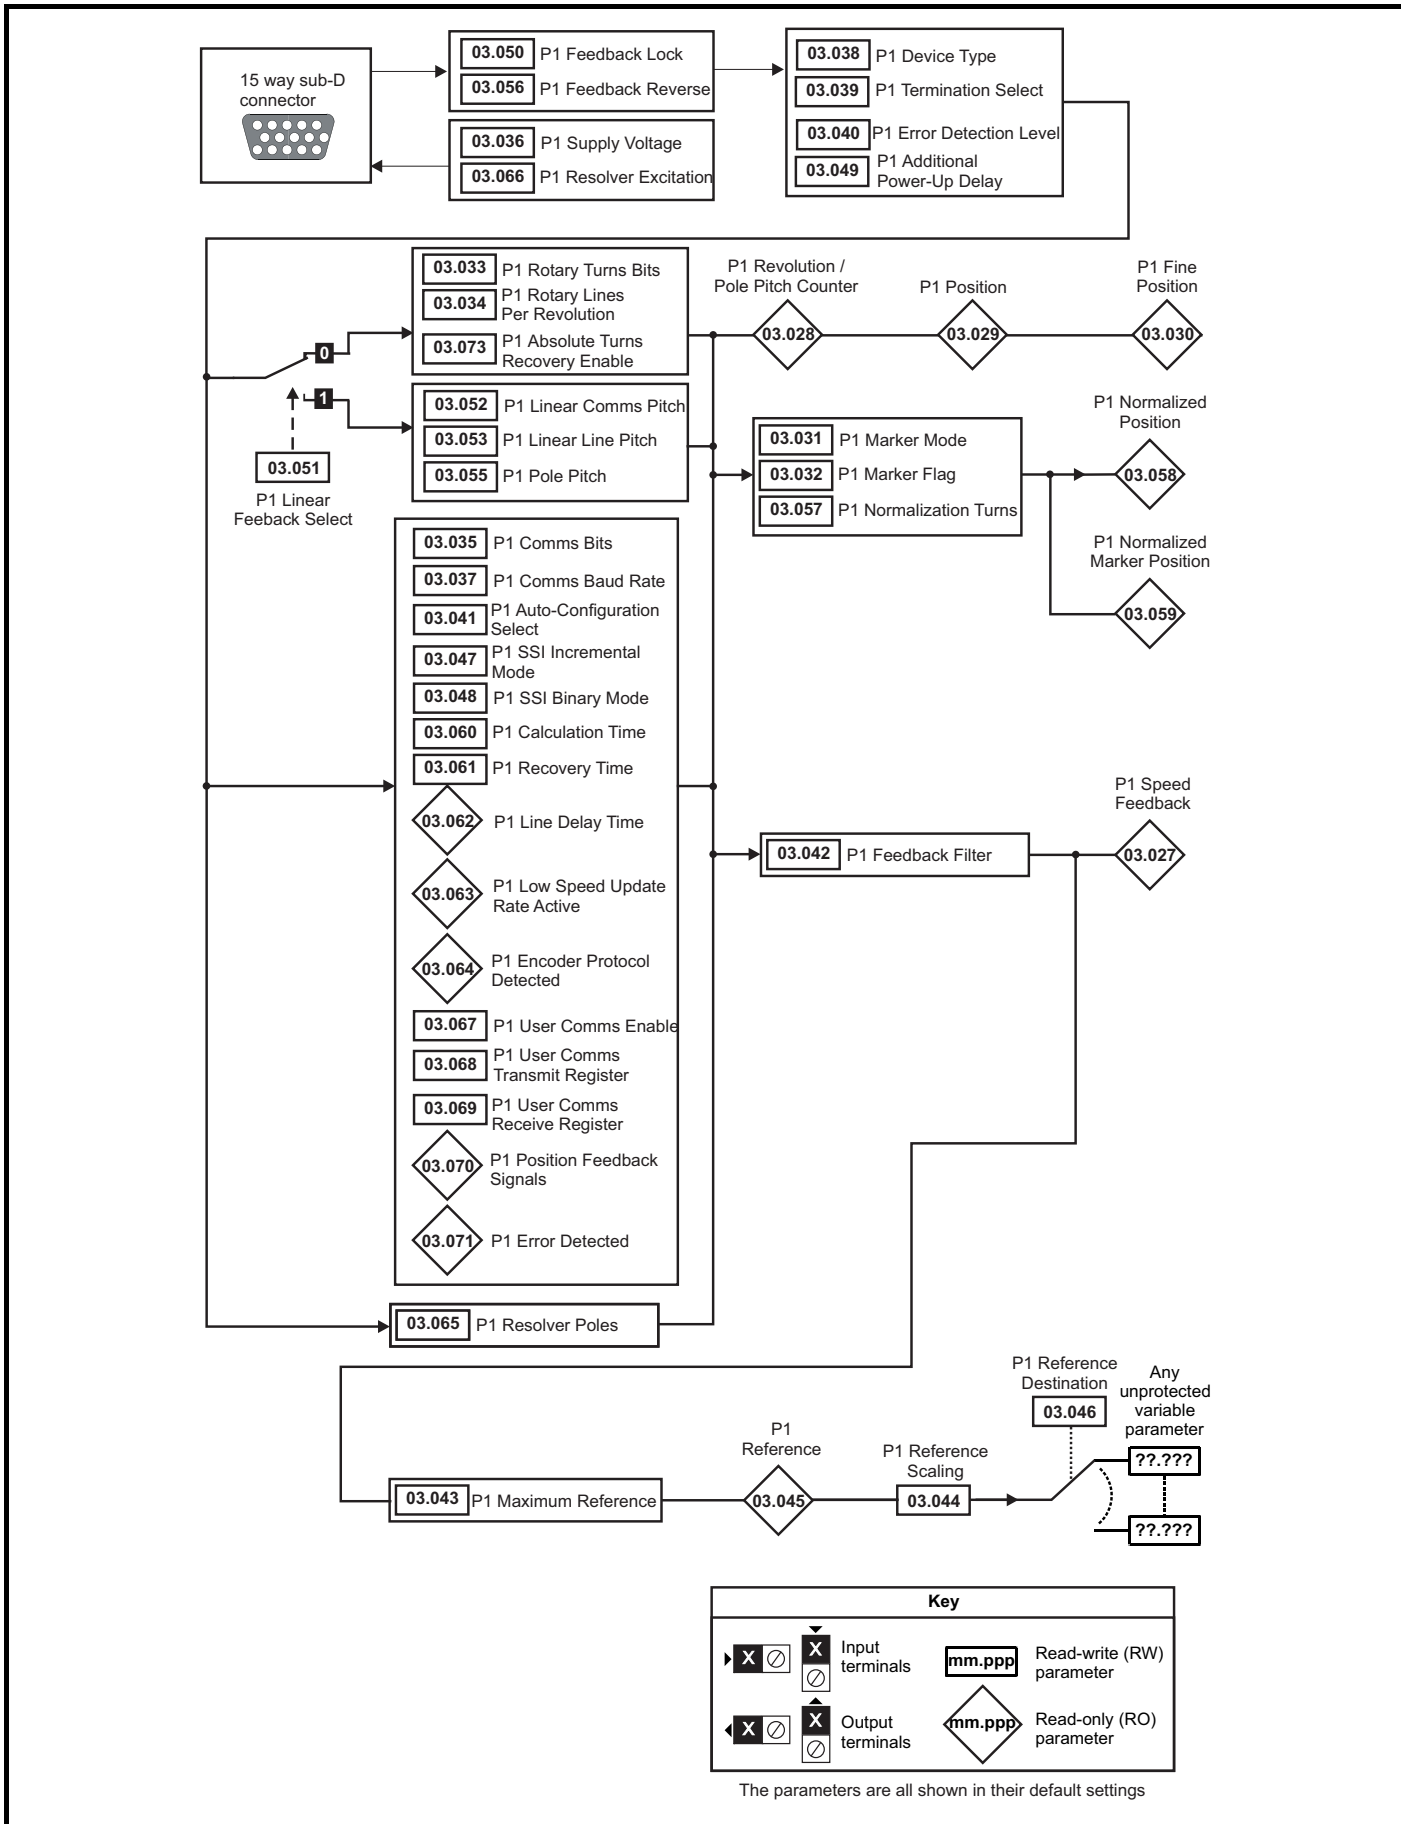 15 way sub-D
connector
03.050 P1 Feedback Lock
03.056 P1 Feedback Reverse
03.036 P1 Supply Voltage
03.066 P1 Resolver Excitation
03.038 P1 Device Type
03.039 P1 Termination Select
03.040 P1 Error Detection Level
03.049 P1 Additional
Power-Up Delay
03.033 P1 Rotary Turns Bits
03.034 P1 Rotary Lines
Per Revolution
03.073 P1 Absolute Turns
Recovery Enable
0
1
03.051
P1 Linear
Feeback Select
03.052 P1 Linear Comms Pitch
03.053 P1 Linear Line Pitch
03.055 P1 Pole Pitch
P1 Revolution /
Pole Pitch Counter
03.028
P1 Position
03.029
P1 Fine
Position
03.030
03.031 P1 Marker Mode
03.032 P1 Marker Flag
03.057 P1 Normalization Turns
P1 Normalized
Position
03.058
P1 Normalized
Marker Position
03.059
03.035 P1 Comms Bits
03.037 P1 Comms Baud Rate
03.041 P1 Auto-Configuration
Select
03.047 P1 SSI Incremental
Mode
03.048 P1 SSI Binary Mode
03.060 P1 Calculation Time
03.061 P1 Recovery Time
03.062 P1 Line Delay Time
03.063 P1 Low Speed Update
Rate Active
03.064 P1 Encoder Protocol
Detected
03.067 P1 User Comms Enable
03.068 P1 User Comms
Transmit Register
03.069 P1 User Comms
Receive Register
03.070 P1 Position Feedback
Signals
03.071 P1 Error Detected
03.042 P1 Feedback Filter
P1 Speed
Feedback
03.027
03.065 P1 Resolver Poles
03.043 P1 Maximum Reference
P1
Reference
03.045
P1 Reference
Scaling
03.044
P1 Reference
Destination
03.046
Any
unprotected
variable
parameter
??.???
??.???
Key
X X Input
terminals
mm.ppp Read-write (RW)
parameter
X X Output
terminals
mm.ppp Read-only (RO)
parameter
The parameters are all shown in their default settings